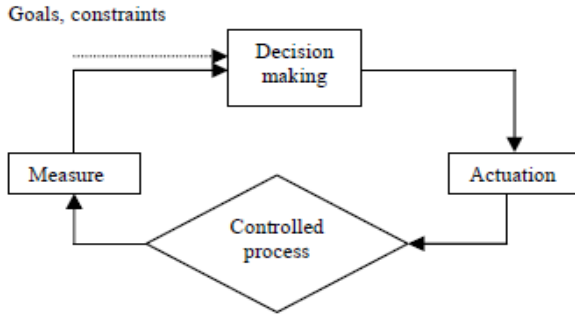 Goals, constraints
Decision
making
Measure
Actuation
Controlled
process